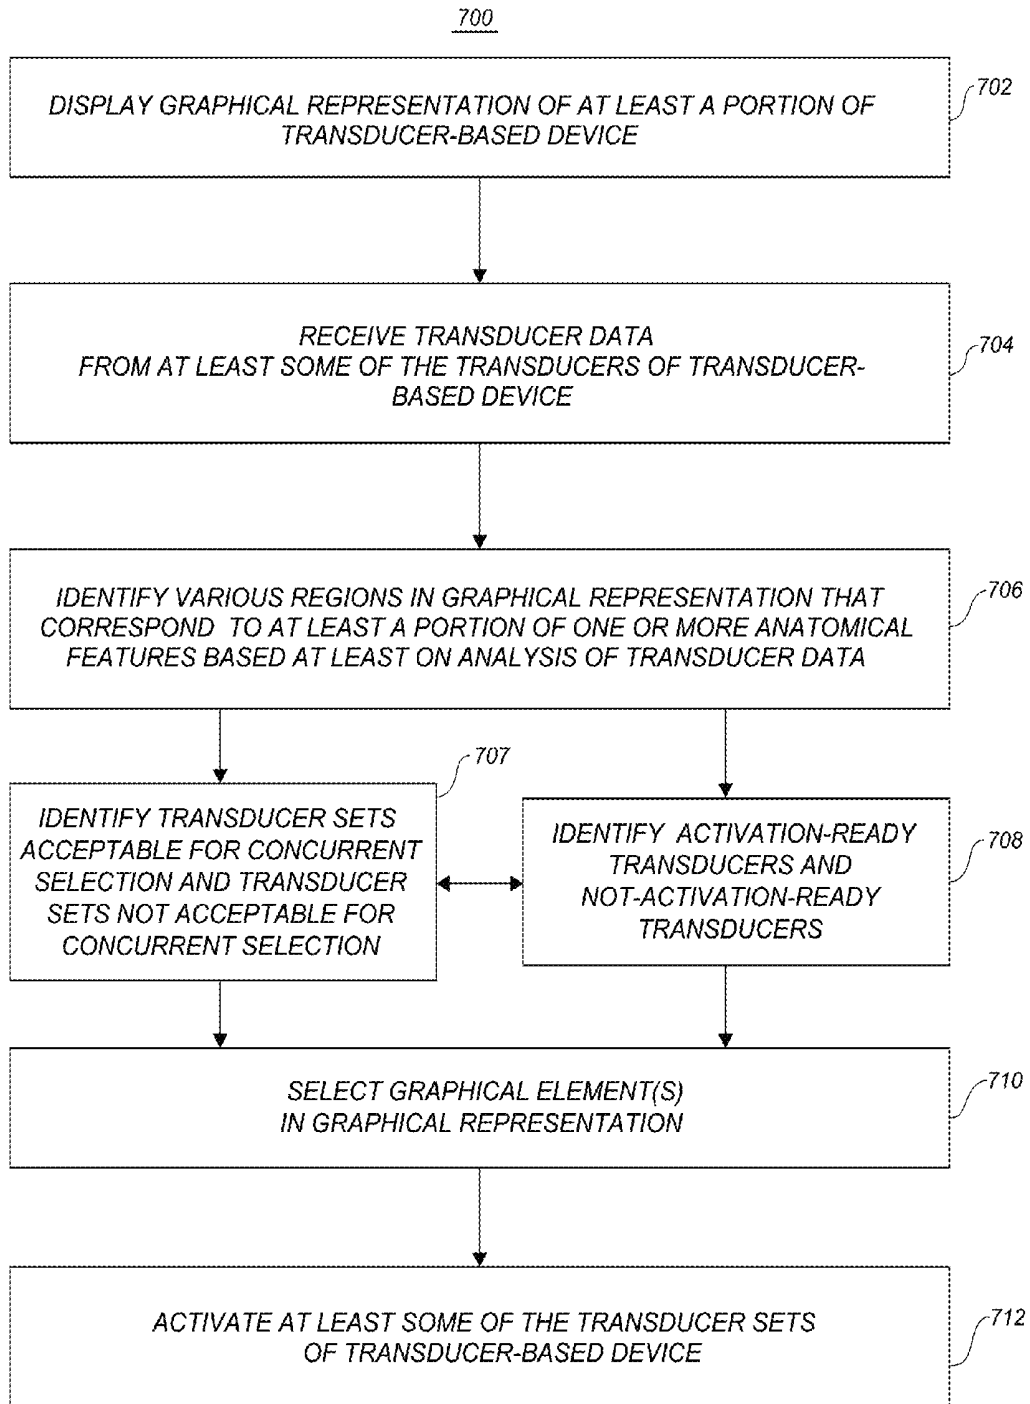 700
DISPLAY GRAPHICAL REPRESENTATION OF AT LEAST A PORTION OF
TRANSDUCER-BASED DEVICE
702
RECEIVE TRANSDUCER DATA
FROM AT LEAST SOME OF THE TRANSDUCERS OF TRANSDUCER-
BASED DEVICE
704
IDENTIFY VARIOUS REGIONS IN GRAPHICAL REPRESENTATION THAT
CORRESPOND TO AT LEAST A PORTION OF ONE OR MORE ANATOMICAL
FEATURES BASED AT LEAST ON ANALYSIS OF TRANSDUCER DATA
706
IDENTIFY TRANSDUCER SETS
ACCEPTABLE FOR CONCURRENT
SELECTION AND TRANSDUCER
SETS NOT ACCEPTABLE FOR
CONCURRENT SELECTION
707
IDENTIFY ACTIVATION-READY
TRANSDUCERS AND
NOT-ACTIVATION-READY
TRANSDUCERS
708
SELECT GRAPHICAL ELEMENT(S)
IN GRAPHICAL REPRESENTATION
710
ACTIVATE AT LEAST SOME OF THE TRANSDUCER SETS
OF TRANSDUCER-BASED DEVICE
712